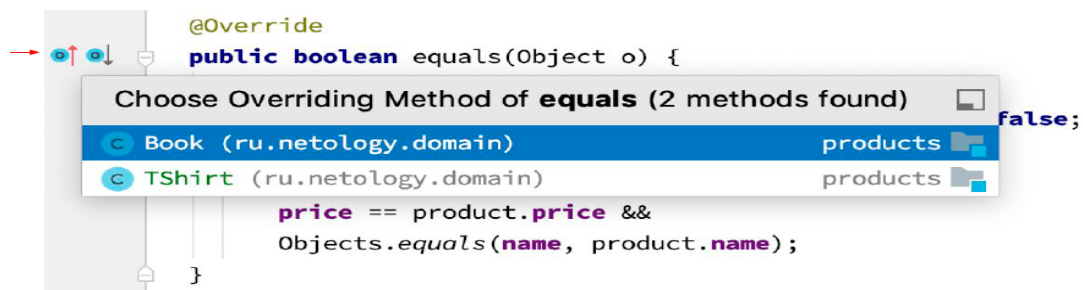 @Override
public boolean equals(Object o) {
Choose Overriding Method of equals (2 methods found)
false;
Book (ru.netology.domain) products
TShirt (ru.netology.domain) products
price == product.price &&
Objects.equals(name, product.name);
}